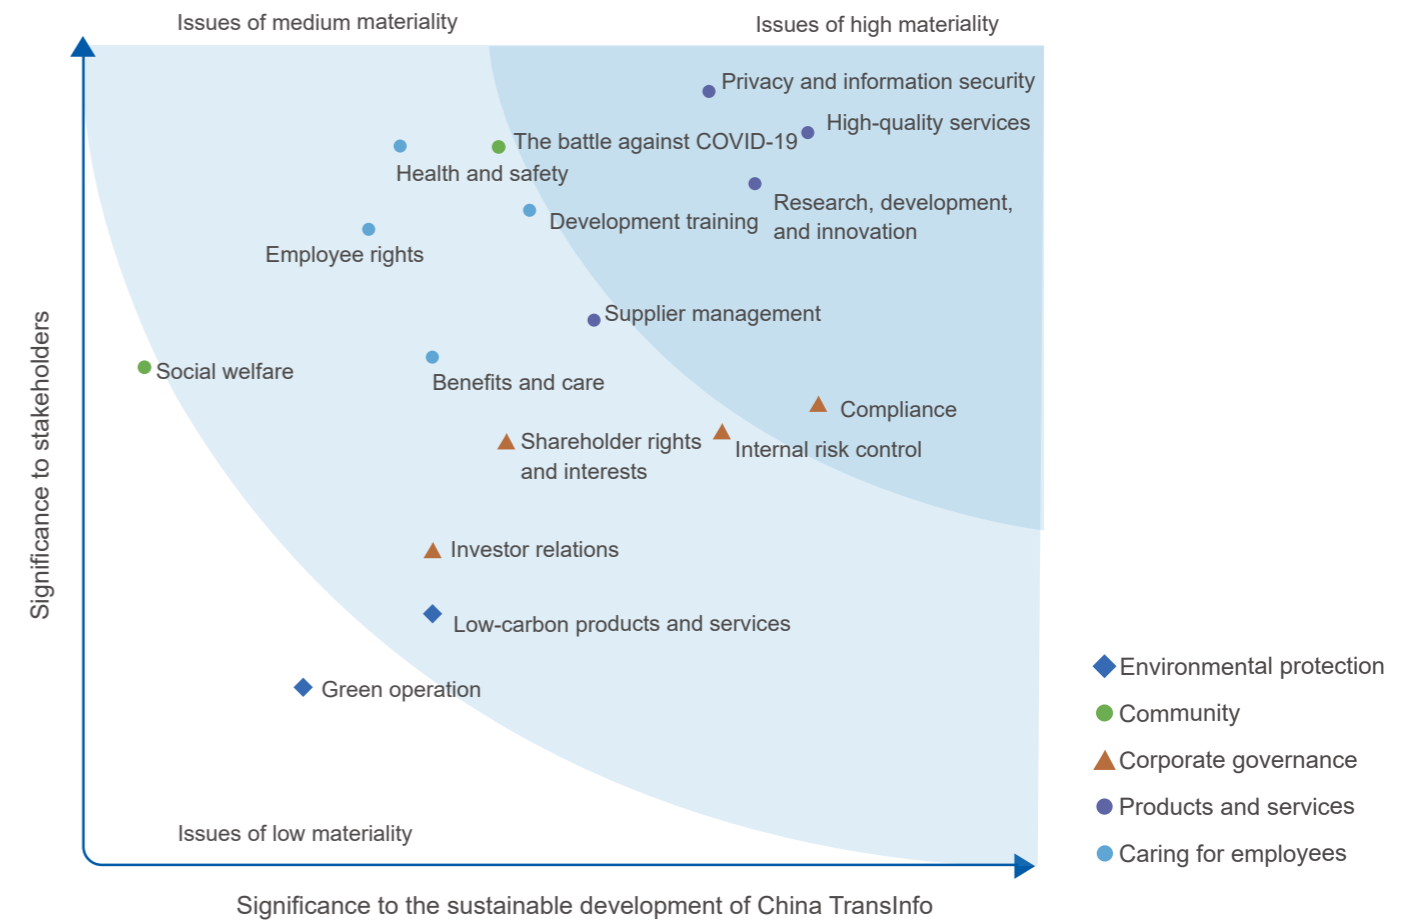 Issues of medium materiality
Issues of high materiality
Privacy and information security
High-quality services
The battle against COVID-19
Health and safety
Research, development,
and innovation
Development training
Employee rights
Supplier management
Social welfare
Benefits and care
Compliance
Shareholder rights
and interests
Internal risk control
Investor relations
Low-carbon products and services
Green operation
Issues of low materiality
Significance to stakeholders
Significance to the sustainable development of China TransInfo
Environmental protection
Community
Corporate governance
Products and services
Caring for employees